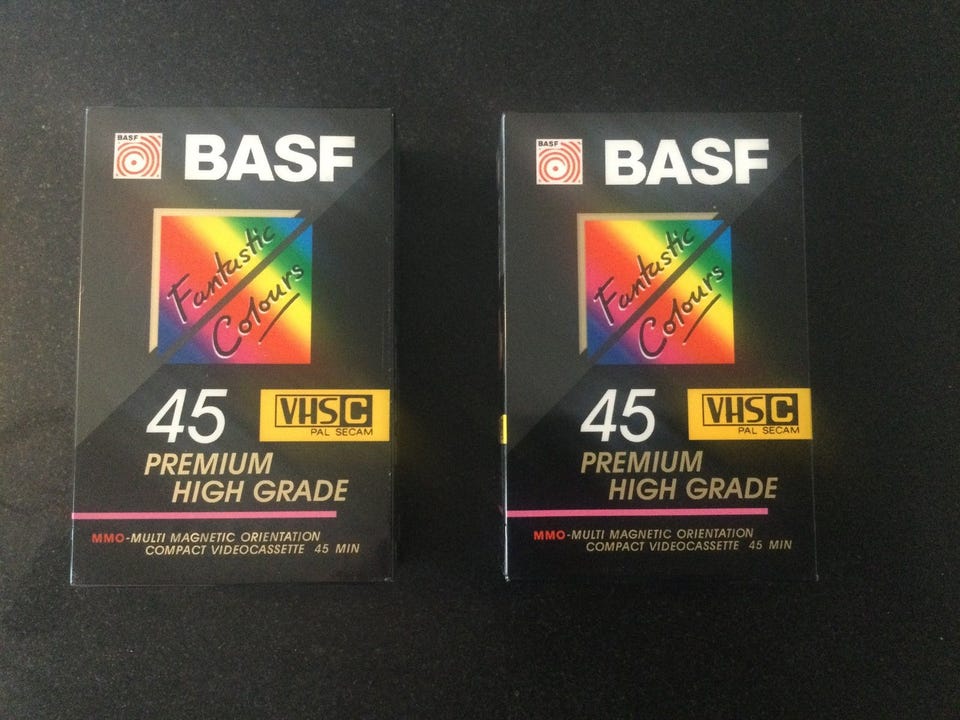 BASF
BASF
Fantastic
Colours
45
VHS C
PAL SECAM
PREMIUM
HIGH GRADE
MMO-MULTI MAGNETIC ORIENTATION
COMPACT VIDEOCASSETTE 45 MIN
BASF
BASF
Fantastic
Colours
45
VHS C
PAL SECAM
PREMIUM
HIGH GRADE
MMO-MULTI MAGNETIC ORIENTATION
COMPACT VIDEOCASSETTE 45 MIN